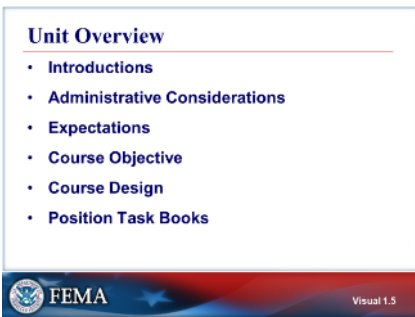 Unit Overview
• Introductions
• Administrative Considerations
• Expectations
• Course Objective
• Course Design
• Position Task Books
FEMA
Visual 1.5